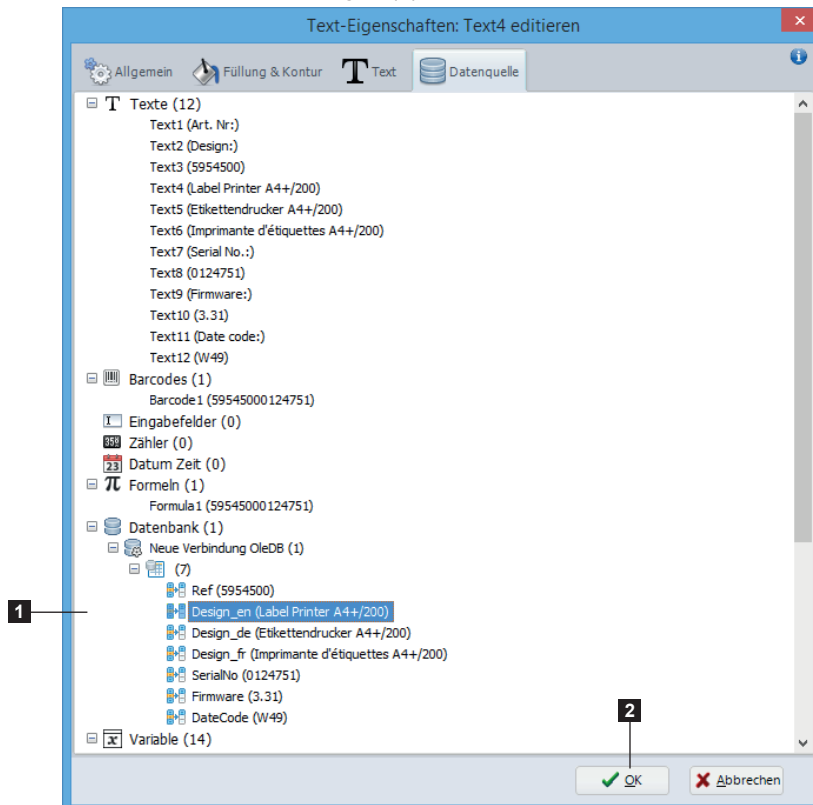 Text-Eigenschaften: Text4 editieren
Allgemein Füllung & Kontur T Text Datenquelle
T Texte (12)
Text1 (Art. Nr:)
Text2 (Design:)
Text3 (5954500)
Text4 (Label Printer A4+/200)
Text5 (Etikettendrucker A4+/200)
Text6 (Imprimante d'étiquettes A4+/200)
Text7 (Serial No.:)
Text8 (0124751)
Text9 (Firmware:)
Text10 (3.31)
Text11 (Date code:)
Text12 (W49)
Barcodes (1)
Barcode1 (59545000124751)
Eingabefelder (0)
Zähler (0)
23 Datum Zeit (0)
π Formeln (1)
Formula1 (59545000124751)
Datenbank (1)
Neue Verbindung OleDB (1)
(7)
Ref (5954500)
1 Design_en (Label Printer A4+/200)
Design_de (Etikettendrucker A4+/200)
Design_fr (Imprimante d'étiquettes A4+/200)
SerialNo (0124751)
Firmware (3.31)
DateCode (W49)
2
x Variable (14)
OK Abbrechen